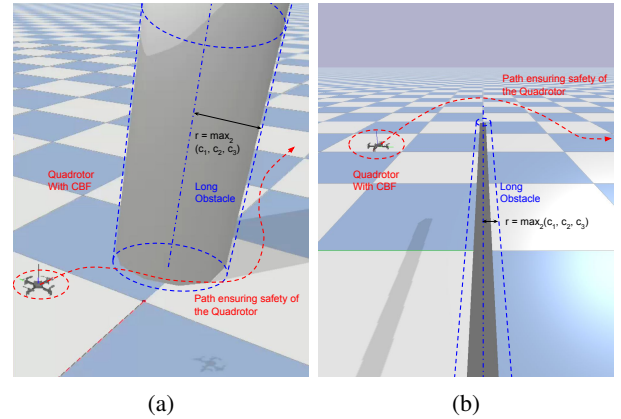 r = max₂
(c₁, c₂, c₃)
Quadrotor
With CBF
Long
Obstacle
Path ensuring safety of
the Quadrotor
(a)
Path ensuring safety of
the Quadrotor
Quadrotor
With CBF
Long
Obstacle
r = max₂(c₁, c₂, c₃)
(b)